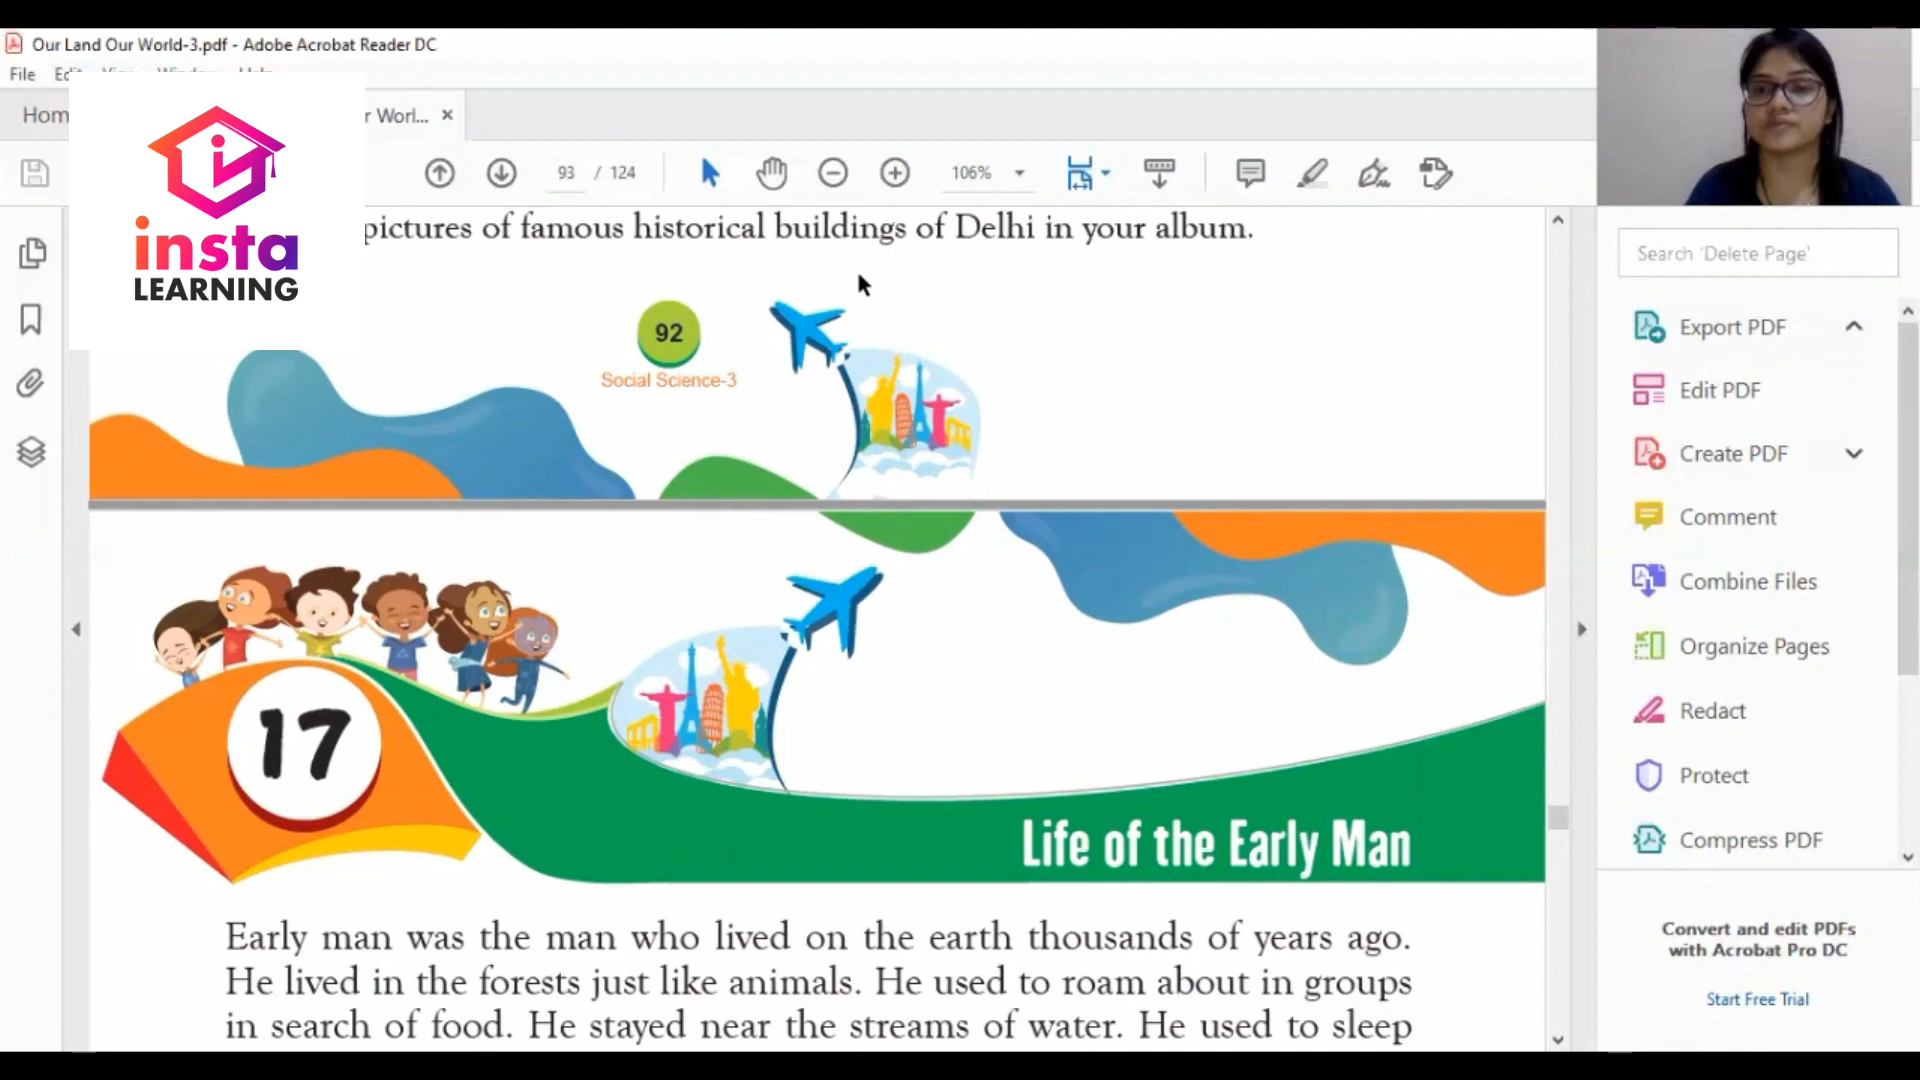 Our Land Our World-3.pdf - Adobe Acrobat Reader DC
File
r Worl... ×
93 / 124
106%
insta
LEARNING
pictures of famous historical buildings of Delhi in your album.
92
Social Science-3
17
Life of the Early Man
Early man was the man who lived on the earth thousands of years ago.
He lived in the forests just like animals. He used to roam about in groups
in search of food. He stayed near the streams of water. He used to sleep
Search 'Delete Page'
Export PDF
Edit PDF
Create PDF
Comment
Combine Files
Organize Pages
Redact
Protect
Compress PDF
Convert and edit PDFs
with Acrobat Pro DC
Start Free Trial